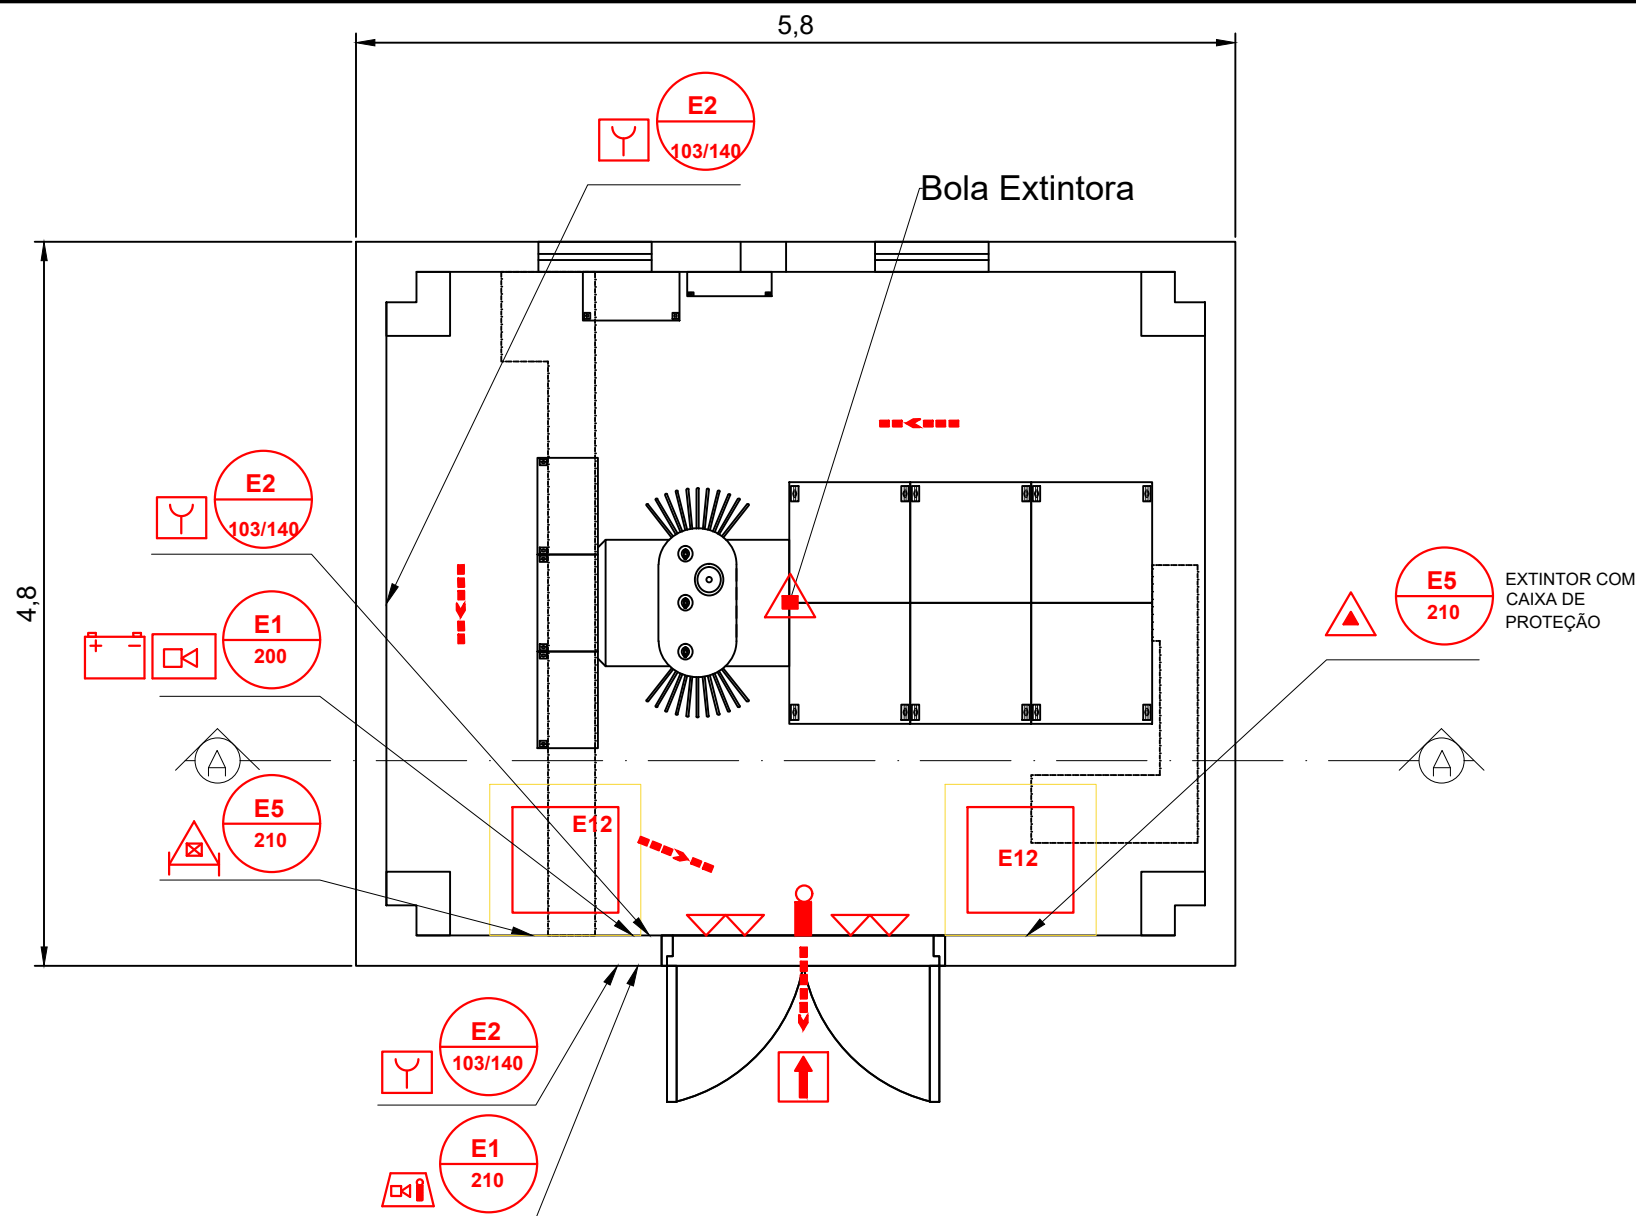 5,8
E2
103/140
Bola Extintora
4,8
E2
103/140
E1
200
+ −
E5
210
EXTINTOR COM
CAIXA DE
PROTEÇÃO
A
A
E5
210
E12
E12
E2
103/140
E1
210